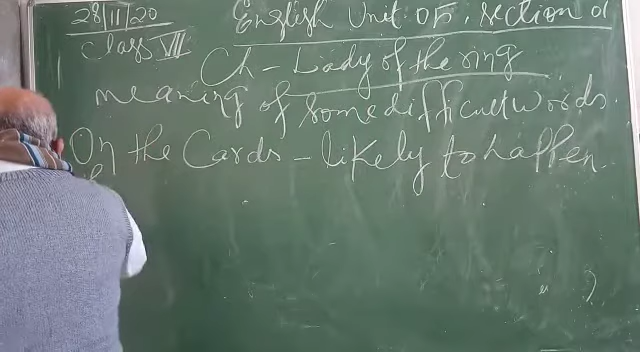 28/11/20 English Unit 05, Section 01
Class VII
Ch - Lady of the ring
meaning of some difficult words.
On the Cards - likely to happen